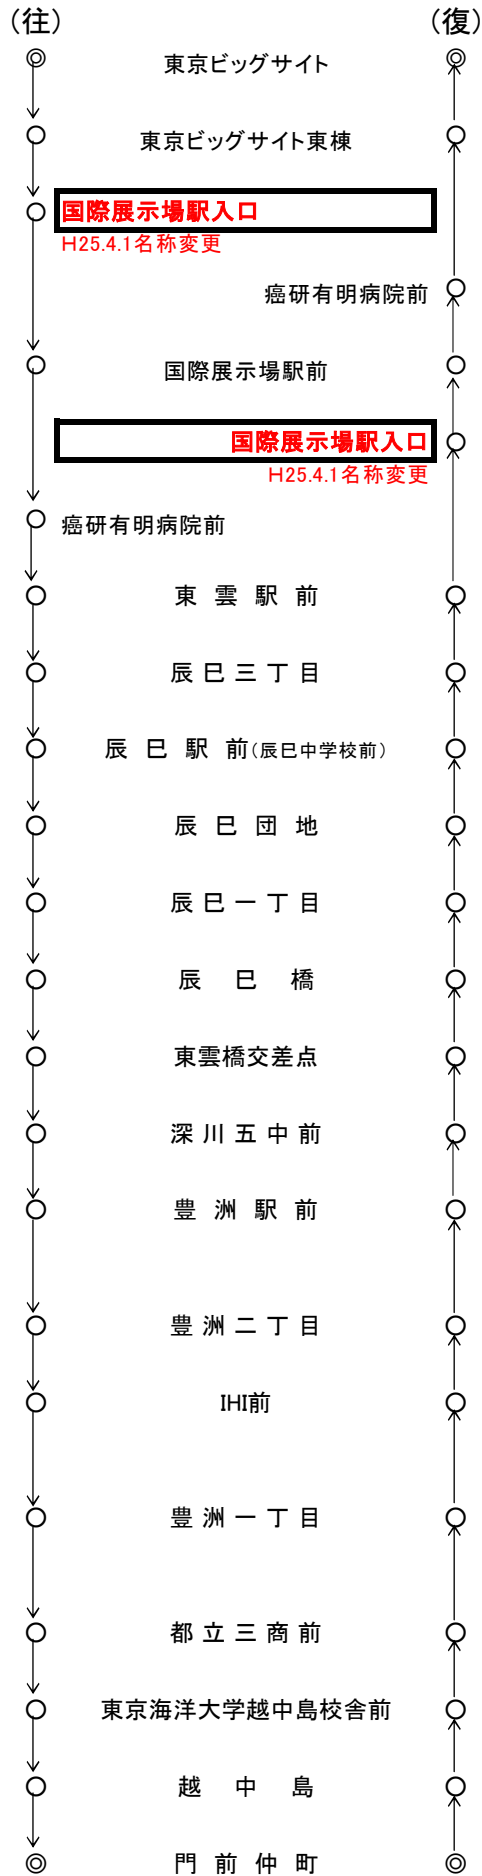 (往) (復)
東京ビッグサイト
東京ビッグサイト東棟
国際展示場駅入口
H25.4.1名称変更
癌研有明病院前
国際展示場駅前
国際展示場駅入口
H25.4.1名称変更
癌研有明病院前
東雲駅前
辰巳三丁目
辰巳駅前(辰巳中学校前)
辰巳団地
辰巳一丁目
辰巳橋
東雲橋交差点
深川五中前
豊洲駅前
豊洲二丁目
IHI前
豊洲一丁目
都立三商前
東京海洋大学越中島校舎前
越中島
門前仲町